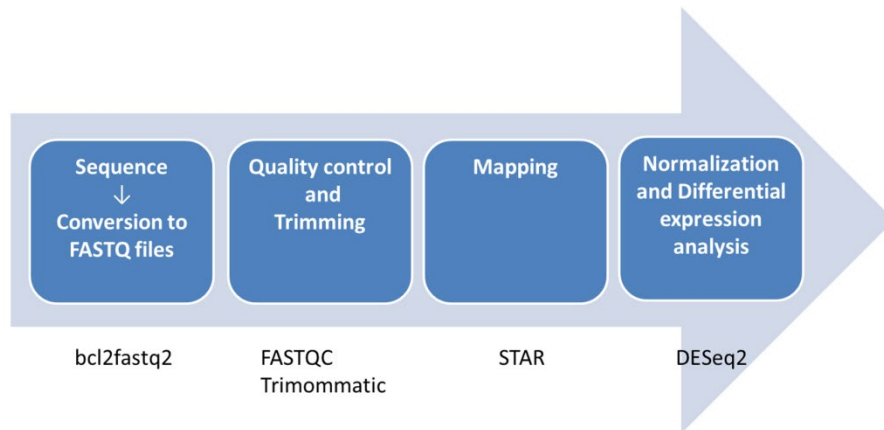 Sequence
↓
Conversion to
FASTQ files
Quality control
and
Trimming
Mapping
Normalization
and Differential
expression
analysis
bcl2fastq2
FASTQC
Trimommatic
STAR
DESeq2